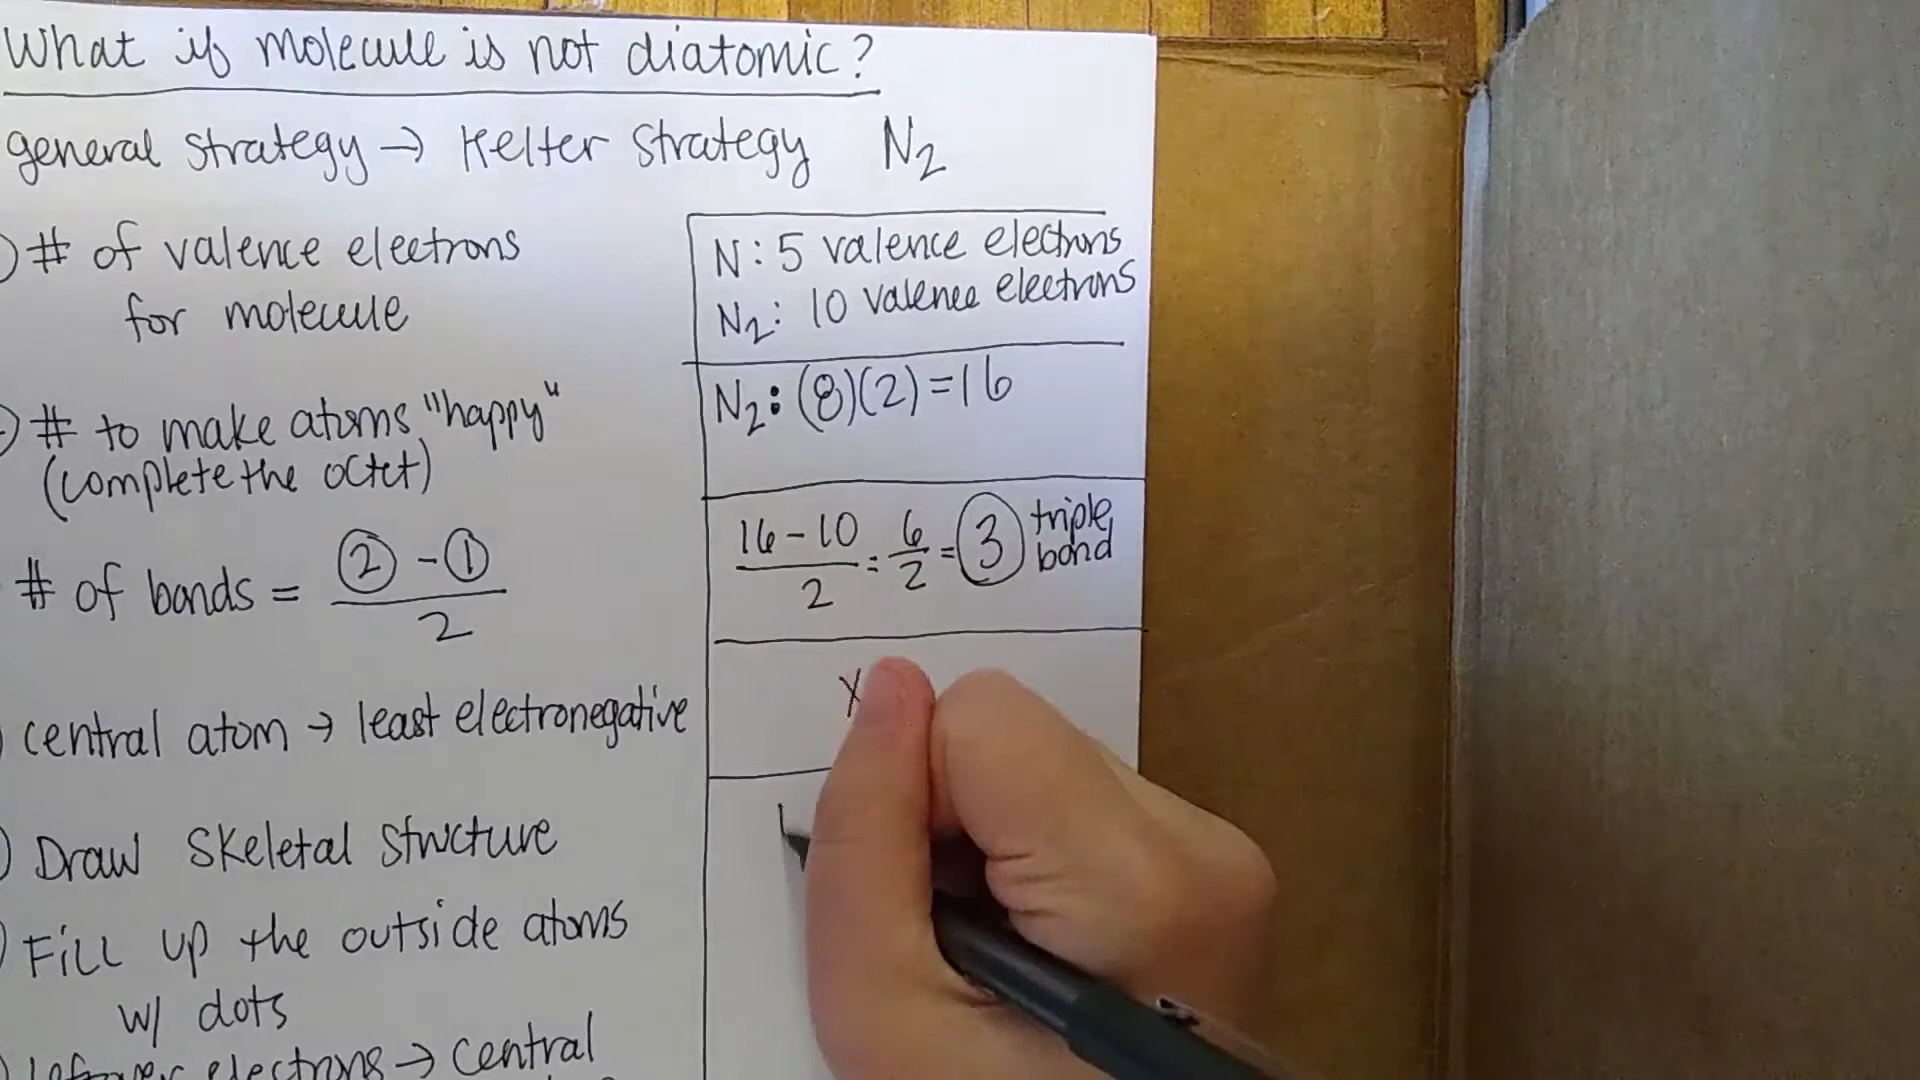 What if molecule is not diatomic?
general strategy → Kelter strategy N₂
# of valence electrons
for molecule
# to make atoms "happy"
(complete the octet)
# of bonds = (2) - (1) / 2
central atom → least electronegative
Draw skeletal structure
Fill up the outside atoms
w/ dots
leftover electrons → central
N: 5 valence electrons
N₂: 10 valence electrons
N₂: (8)(2) = 16
16 - 10 / 2 = 6 / 2 = 3 triple
bond
X